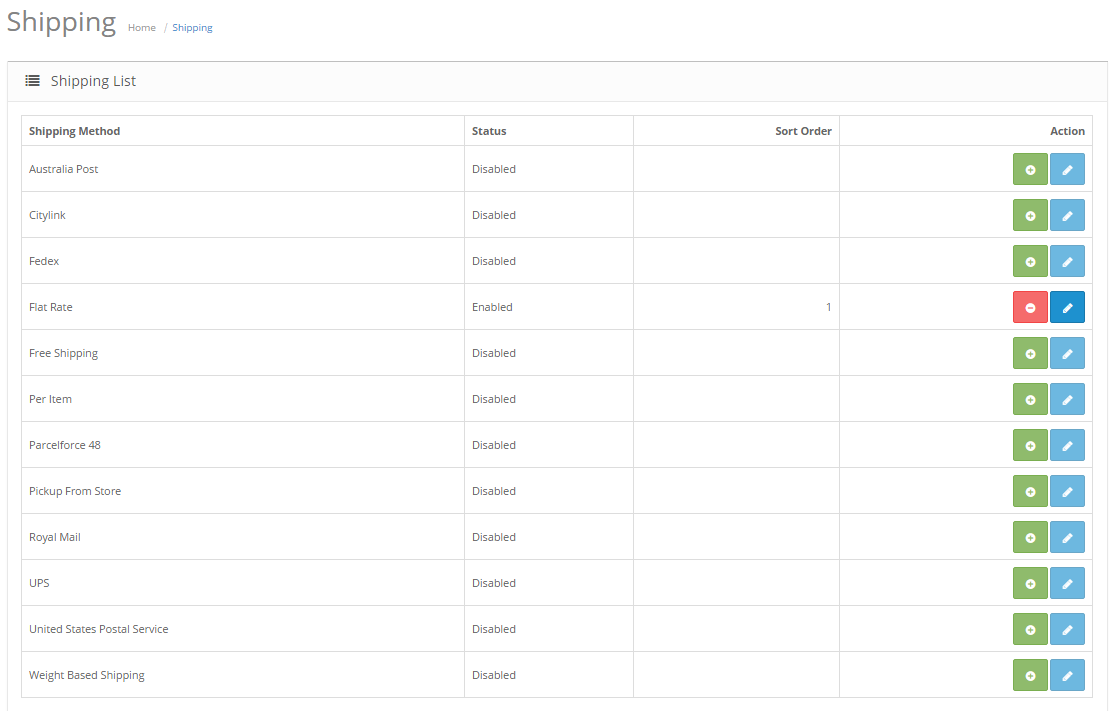 Shipping Home / Shipping
Shipping List
Shipping Method Status Sort Order Action
Australia Post Disabled
Citylink Disabled
Fedex Disabled
Flat Rate Enabled 1
Free Shipping Disabled
Per Item Disabled
Parcelforce 48 Disabled
Pickup From Store Disabled
Royal Mail Disabled
UPS Disabled
United States Postal Service Disabled
Weight Based Shipping Disabled